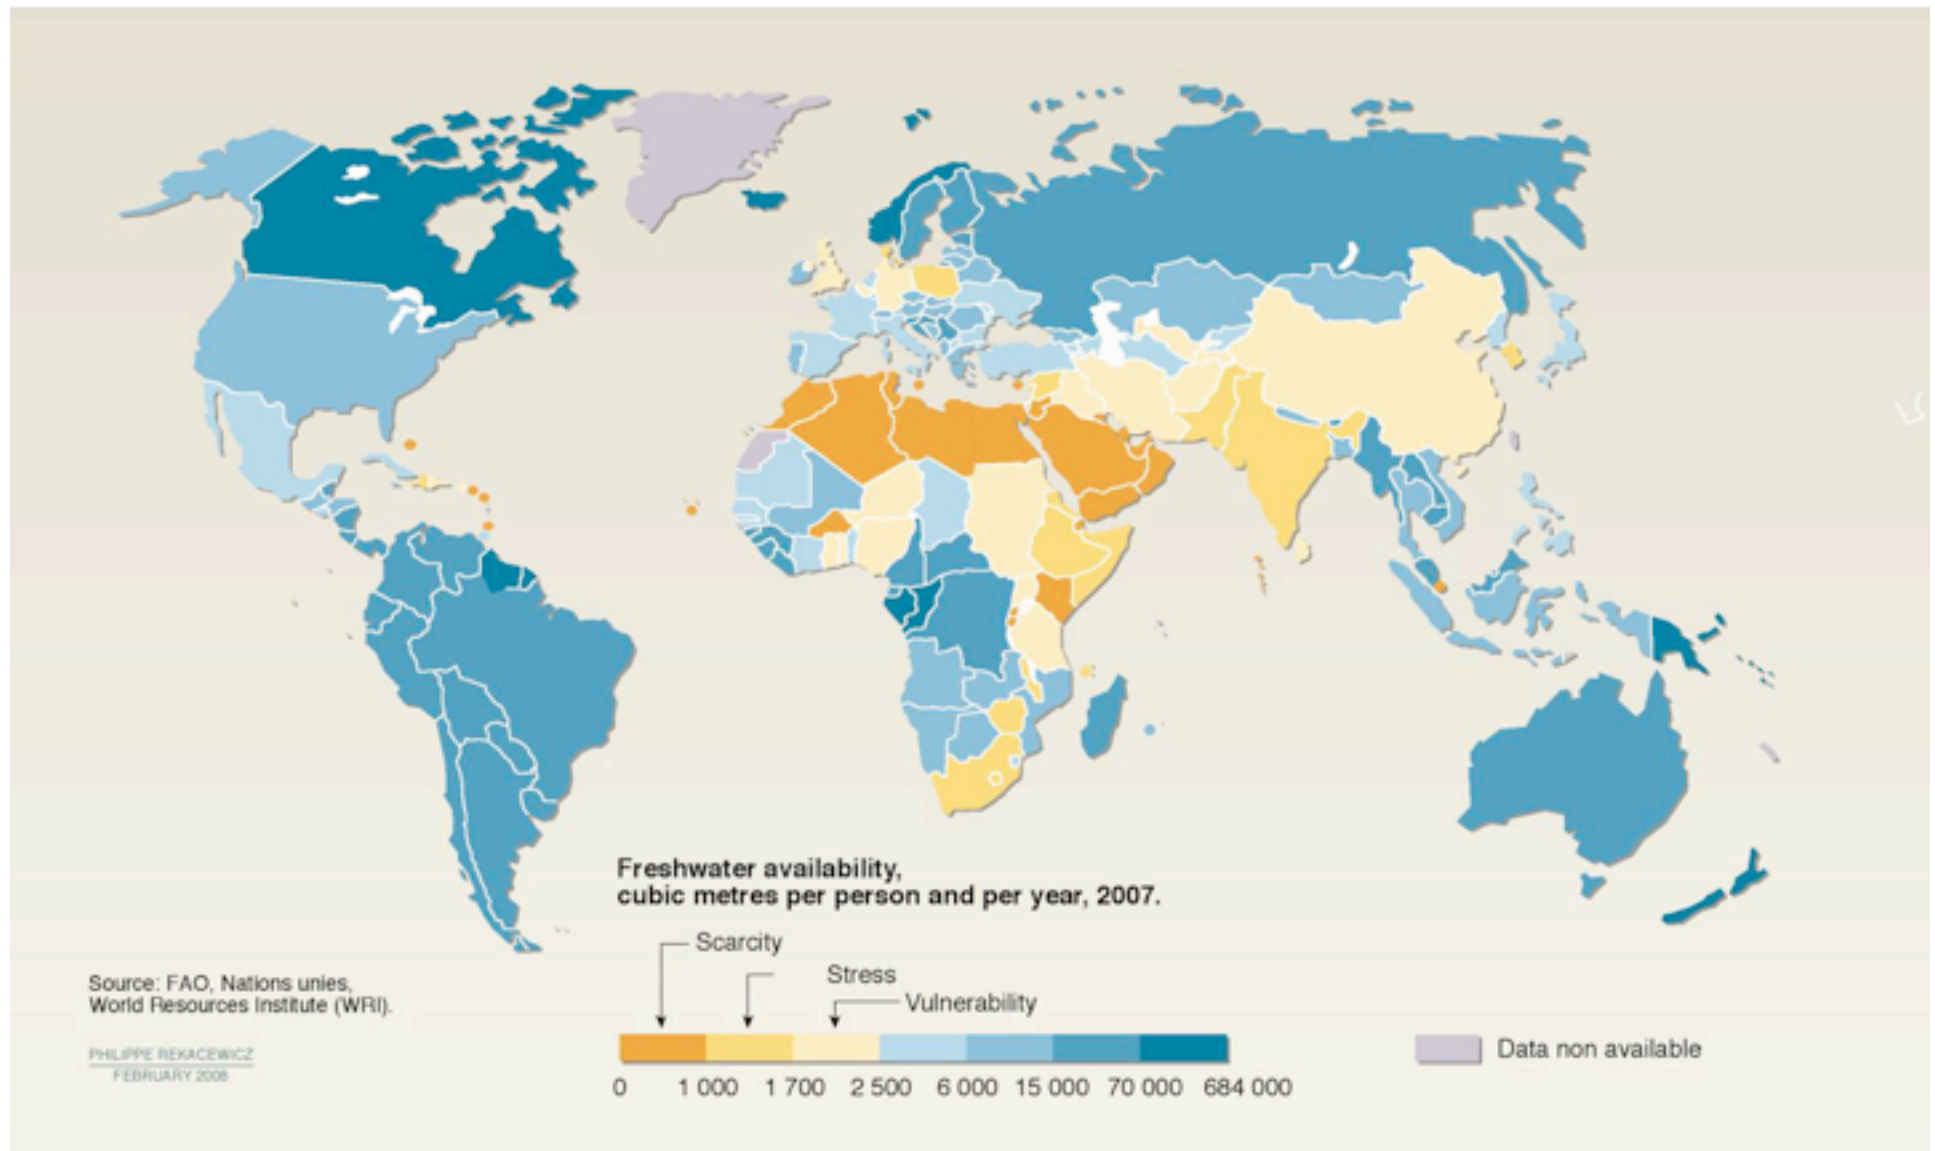 Freshwater availability,
cubic metres per person and per year, 2007.
Scarcity
Stress
Vulnerability
Source: FAO, Nations unies,
World Resources Institute (WRI).
PHILIPPE REKACEWICZ
FEBRUARY 2008
Data non available
0 1 000 1 700 2 500 6 000 15 000 70 000 684 000